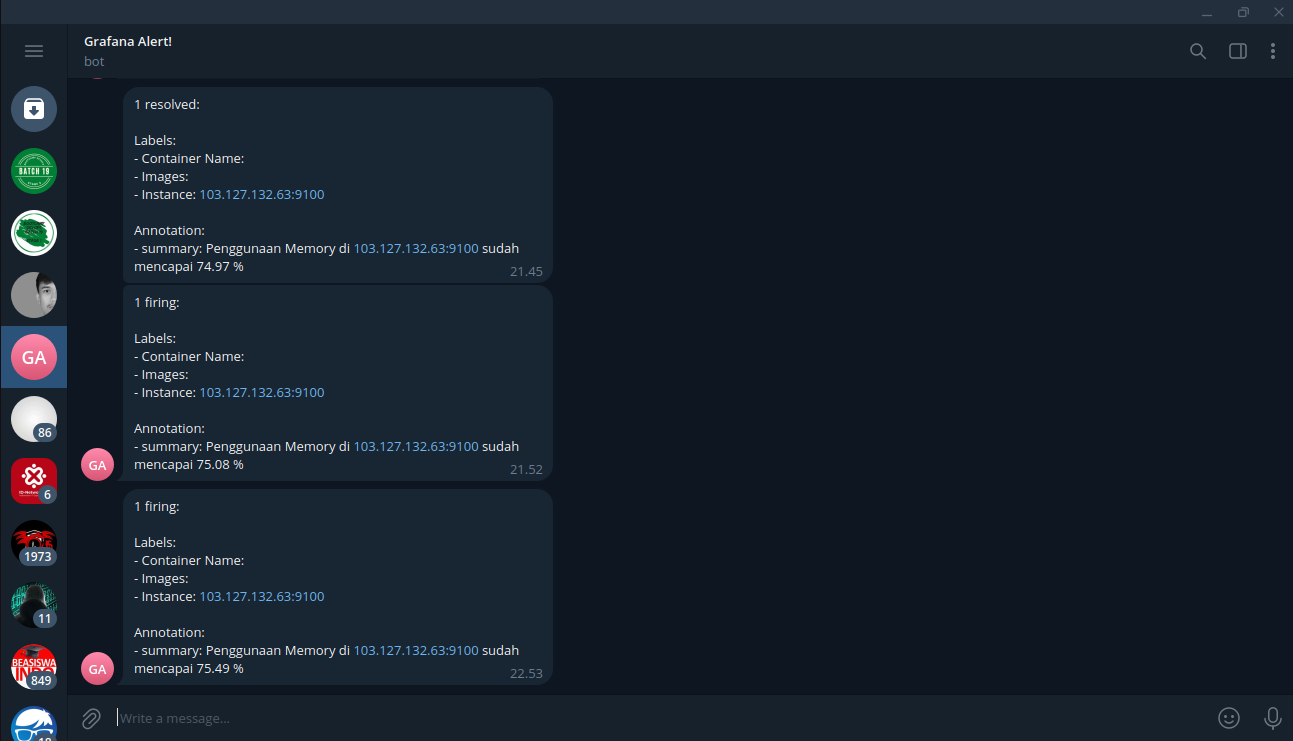 Grafana Alert!
bot
1 resolved:
Labels:
- Container Name:
- Images:
- Instance: 103.127.132.63:9100
Annotation:
- summary: Penggunaan Memory di 103.127.132.63:9100 sudah
mencapai 74.97 %
21.45
1 firing:
Labels:
- Container Name:
- Images:
- Instance: 103.127.132.63:9100
Annotation:
- summary: Penggunaan Memory di 103.127.132.63:9100 sudah
mencapai 75.08 %
21.52
GA
1 firing:
Labels:
- Container Name:
- Images:
- Instance: 103.127.132.63:9100
Annotation:
- summary: Penggunaan Memory di 103.127.132.63:9100 sudah
mencapai 75.49 %
22.53
GA
Write a message...
BATCH 19
GA
86
6
1973
11
BEASISWA
849